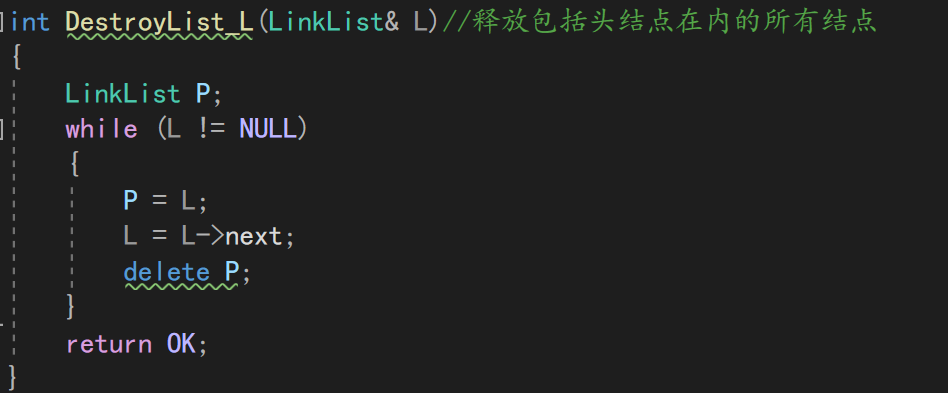 int DestroyList_L(LinkList& L)//释放包括头结点在内的所有结点
{
LinkList P;
while (L != NULL)
{
P = L;
L = L->next;
delete P;
}
return OK;
}